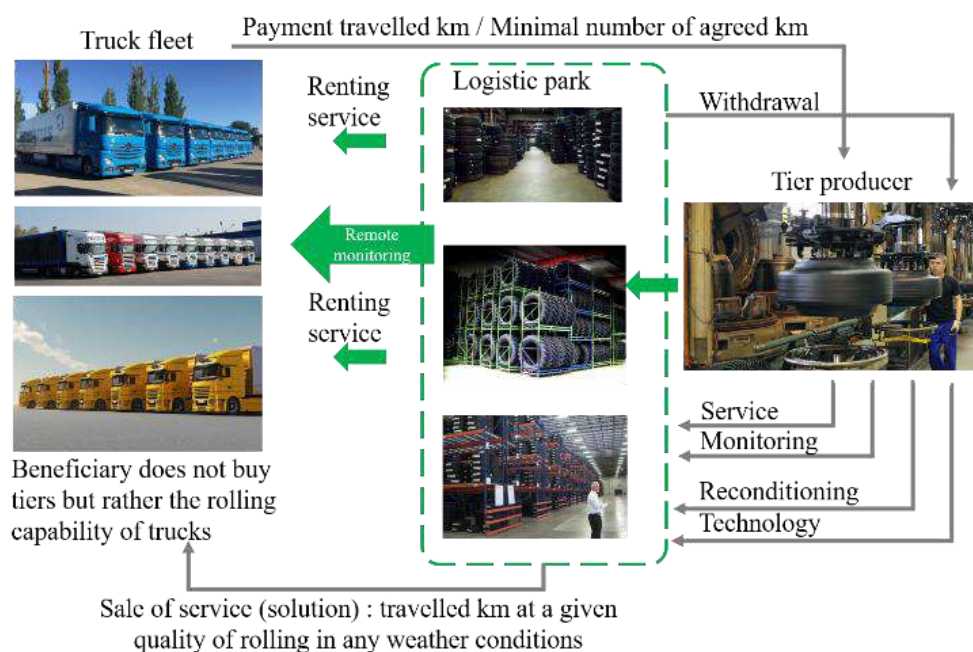 Payment travelled km / Minimal number of agreed km
Truck fleet
Renting
service
Logistic park
Withdrawal
Tier producer
Remote
monitoring
Renting
service
Service
Monitoring
Reconditioning
Technology
Beneficiary does not buy
tiers but rather the rolling
capability of trucks
Sale of service (solution) : travelled km at a given
quality of rolling in any weather conditions